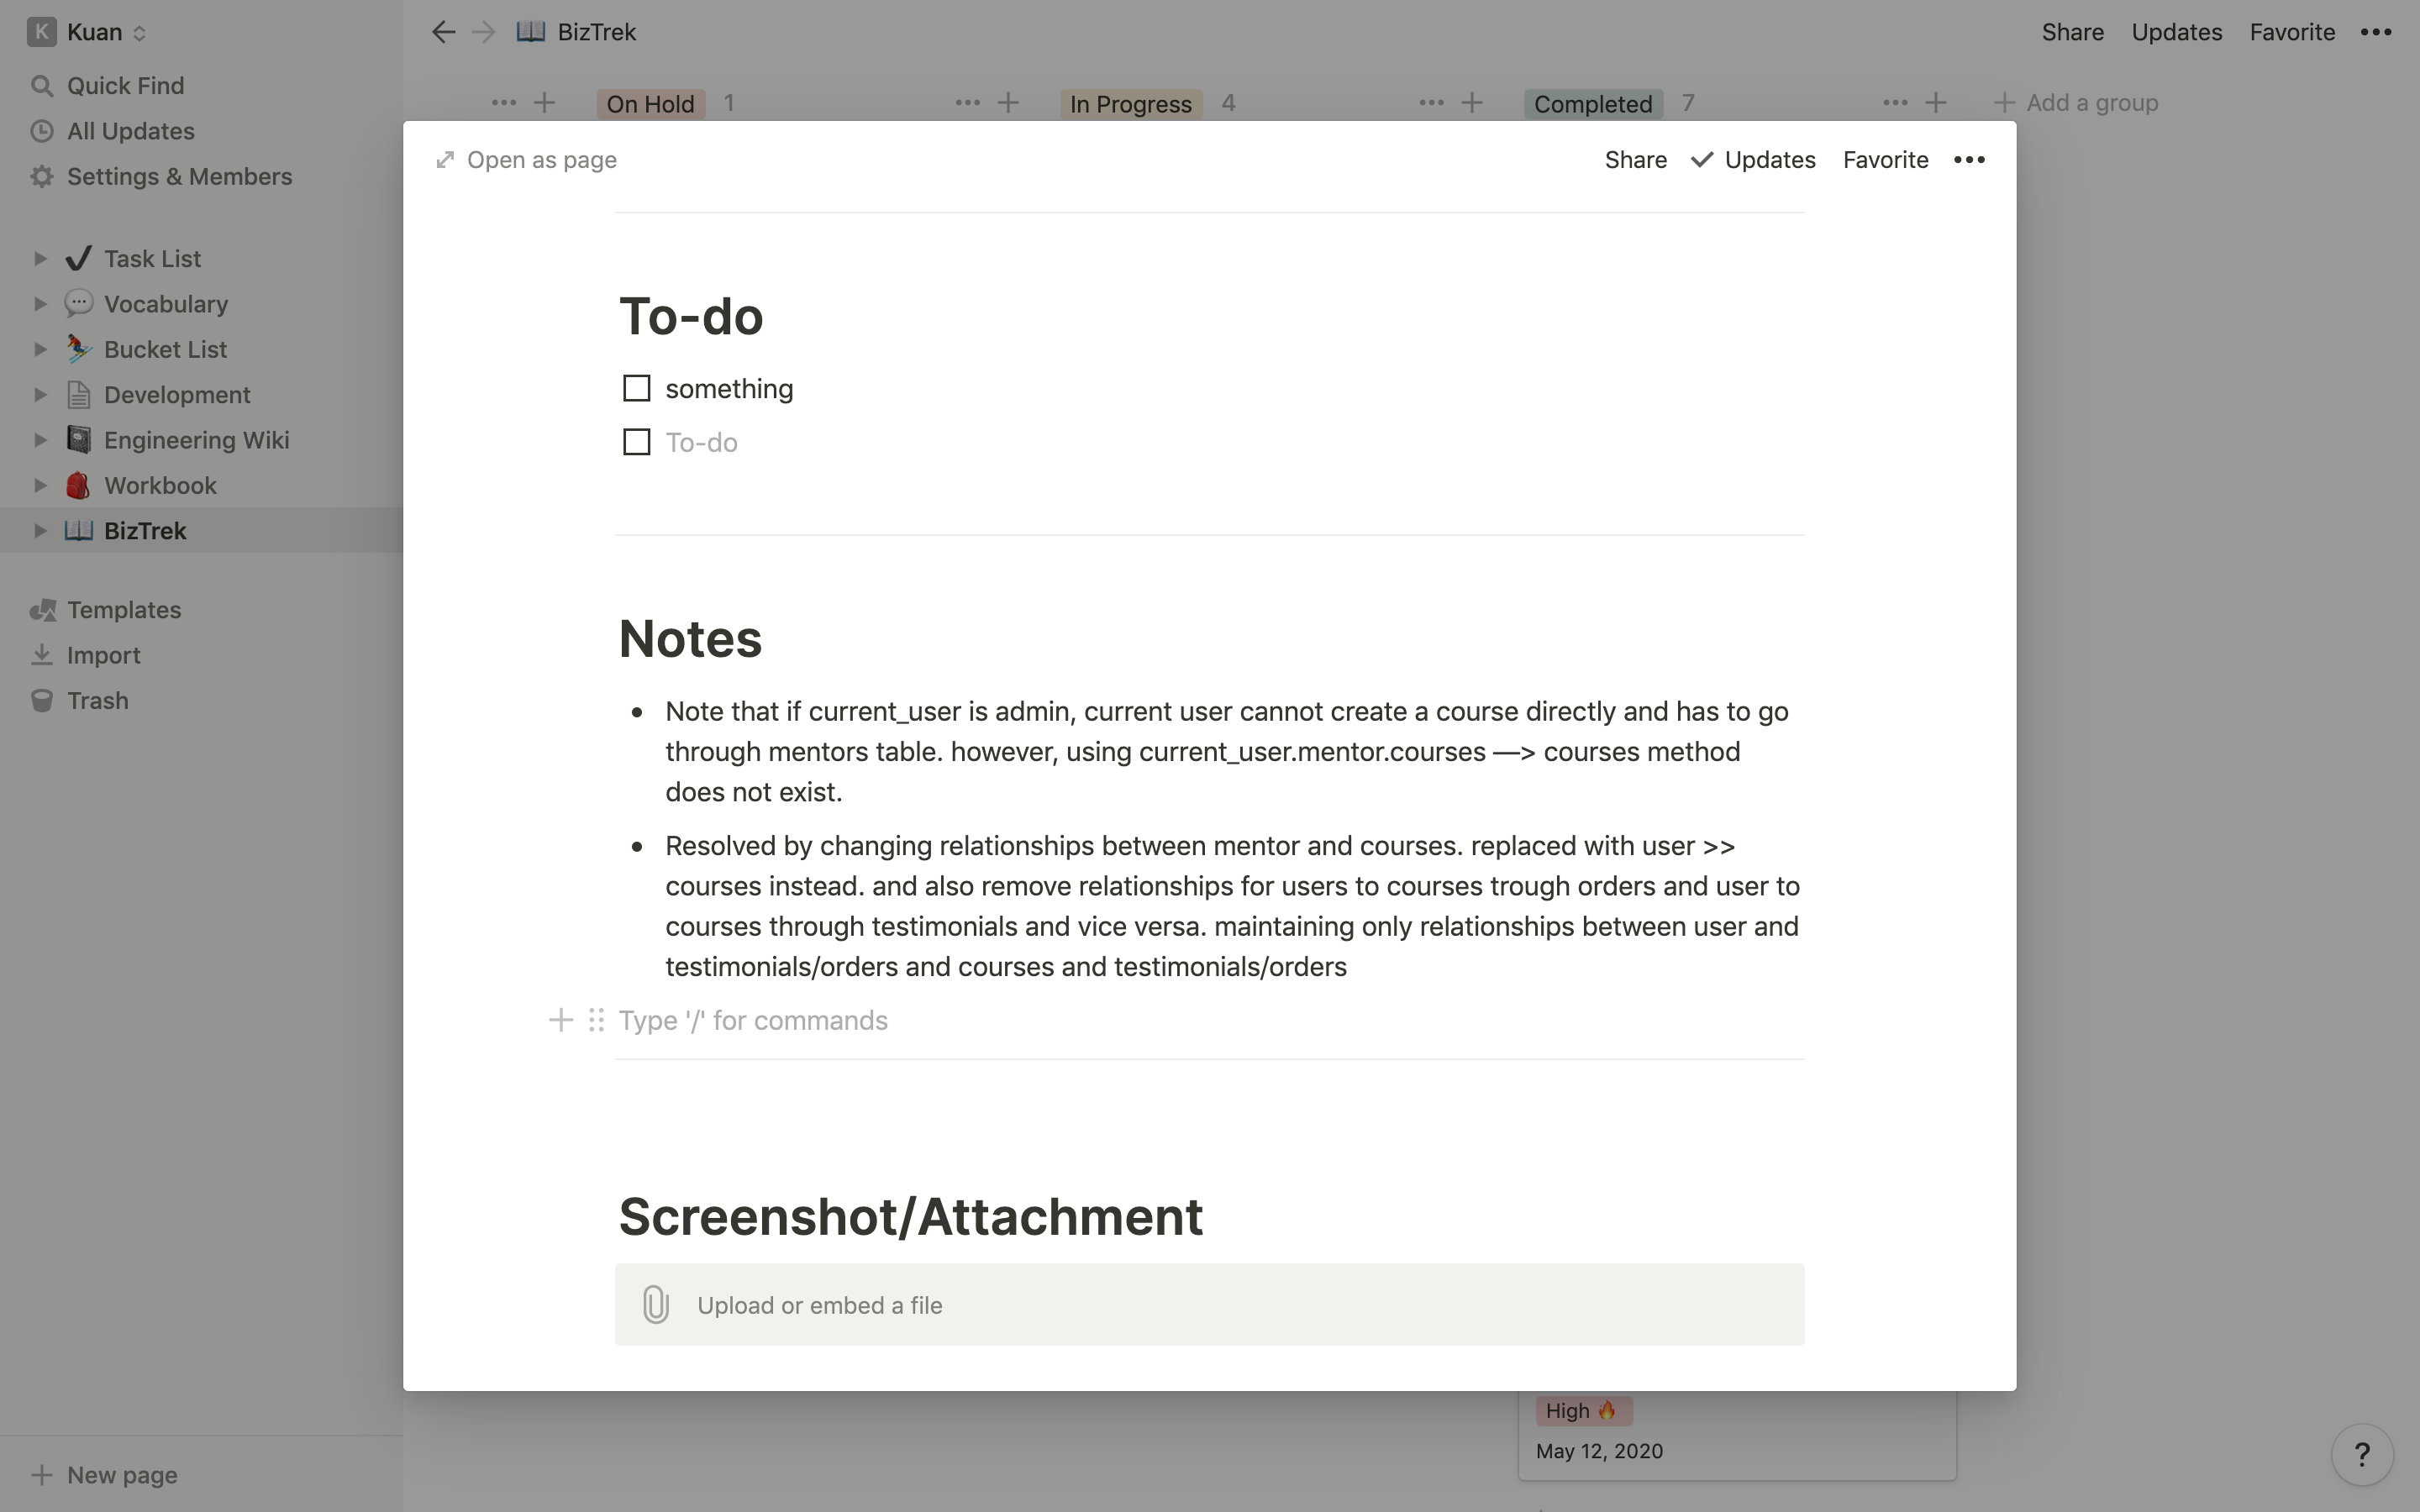 K Kuan
Quick Find
All Updates
Settings & Members
Task List
Vocabulary
Bucket List
Development
Engineering Wiki
Workbook
BizTrek
Templates
Import
Trash
New page
BizTrek
Share Updates Favorite
On Hold 1
In Progress 4
Completed 7
Add a group
Open as page
Share Updates Favorite
To-do
something
To-do
Notes
Note that if current_user is admin, current user cannot create a course directly and has to go
through mentors table. however, using current_user.mentor.courses —> courses method
does not exist.
Resolved by changing relationships between mentor and courses. replaced with user >>
courses instead. and also remove relationships for users to courses trough orders and user to
courses through testimonials and vice versa. maintaining only relationships between user and
testimonials/orders and courses and testimonials/orders
Type '/' for commands
Screenshot/Attachment
Upload or embed a file
High 🔥
May 12, 2020
?